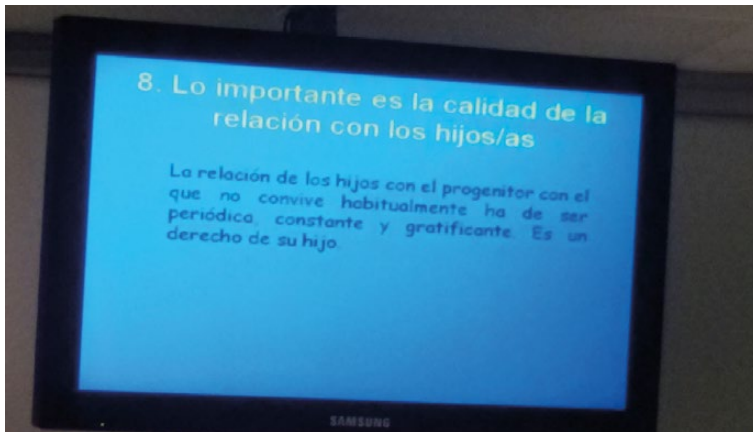 8. Lo importante es la calidad de la
relación con los hijos/as
La relación de los hijos con el progenitor con el
que no convive habitualmente ha de ser
periódica, constante y gratificante. Es un
derecho de su hijo.
SAMSUNG